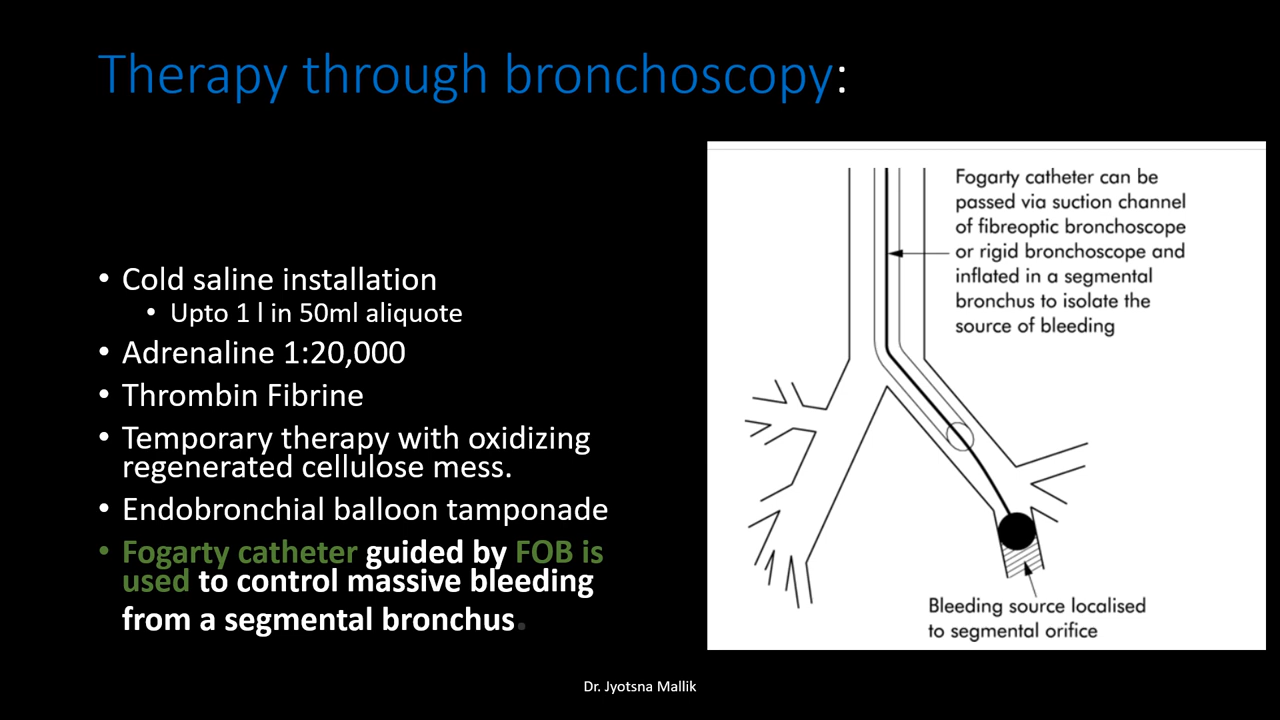 Therapy through bronchoscopy:
• Cold saline installation
• Upto 1 l in 50ml aliquote
• Adrenaline 1:20,000
• Thrombin Fibrine
• Temporary therapy with oxidizing
regenerated cellulose mess.
• Endobronchial balloon tamponade
• Fogarty catheter guided by FOB is
used to control massive bleeding
from a segmental bronchus.
Fogarty catheter can be
passed via suction channel
of fibreoptic bronchoscope
or rigid bronchoscope and
inflated in a segmental
bronchus to isolate the
source of bleeding
Bleeding source localised
to segmental orifice
Dr. Jyotsna Mallik